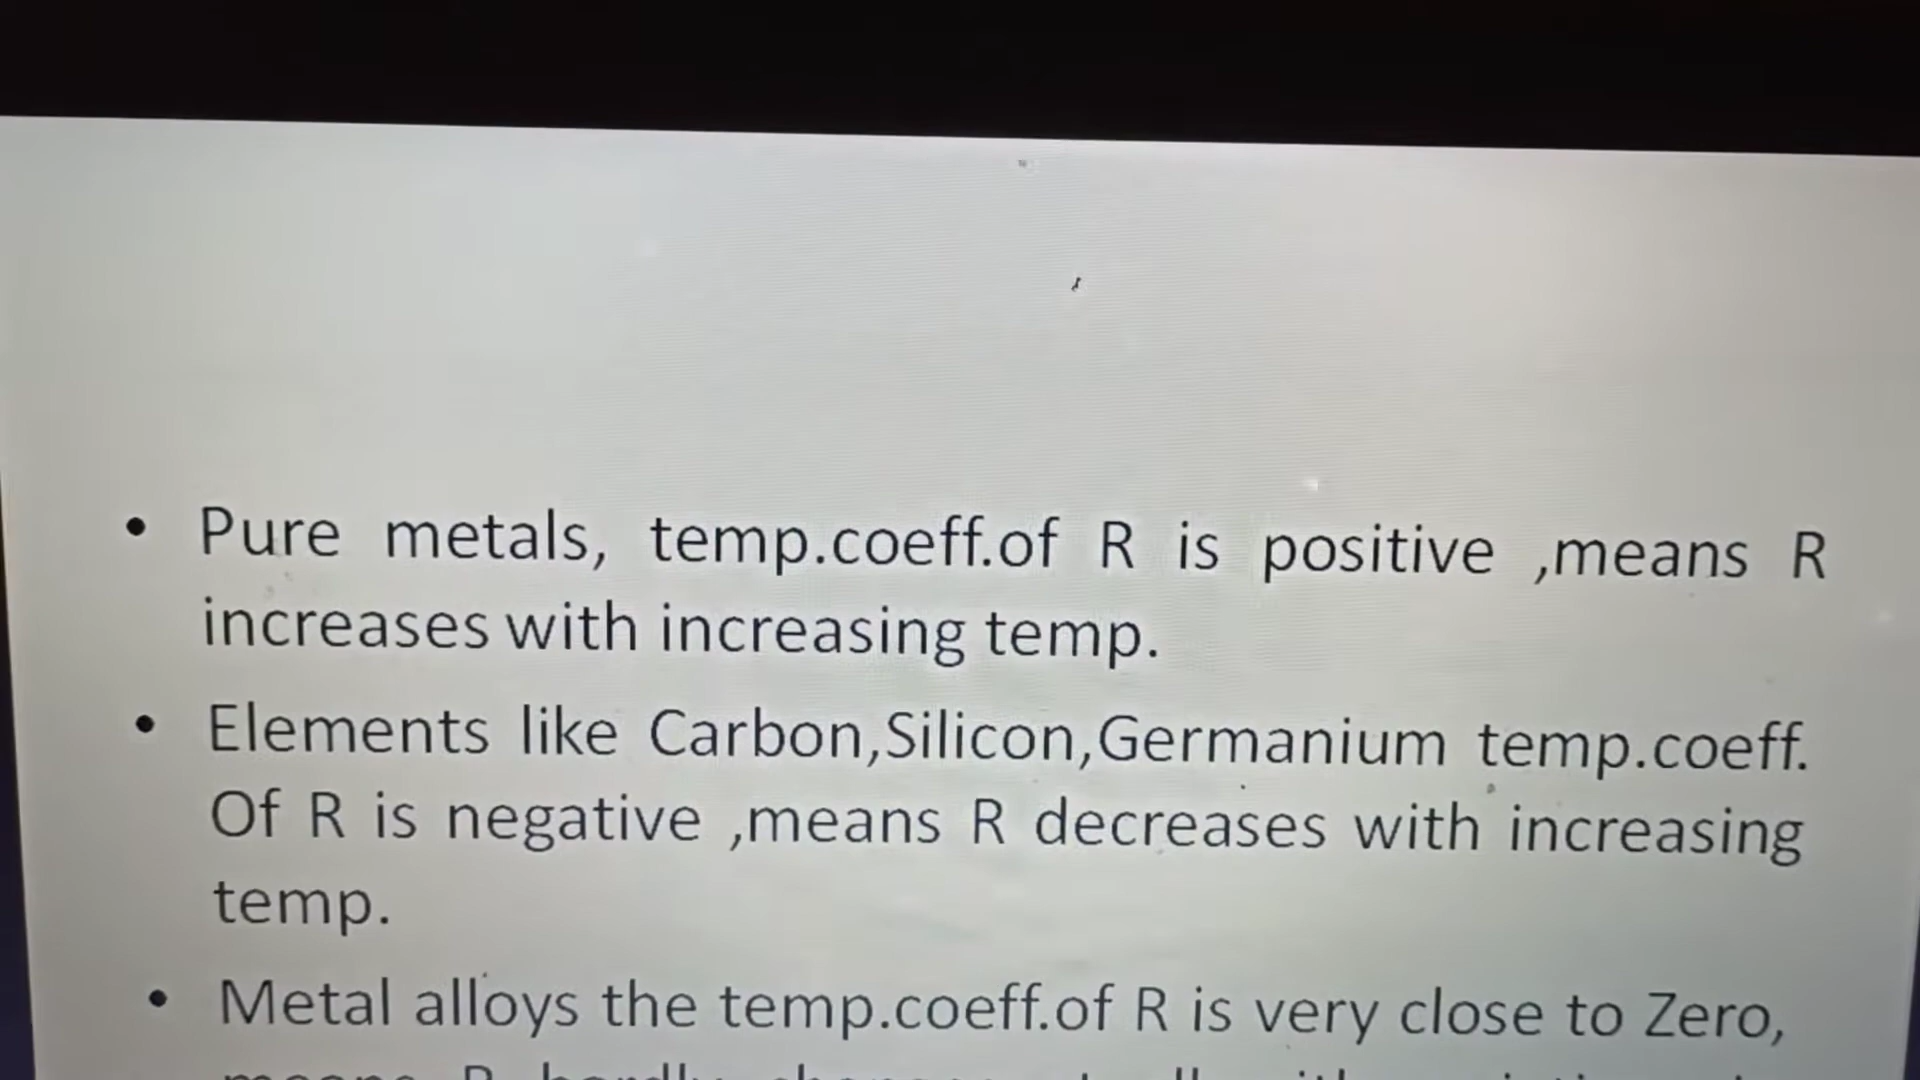 • Pure metals, temp.coeff.of R is positive ,means R
increases with increasing temp.
• Elements like Carbon,Silicon,Germanium temp.coeff.
Of R is negative ,means R decreases with increasing
temp.
• Metal alloys the temp.coeff.of R is very close to Zero,
means R hardly